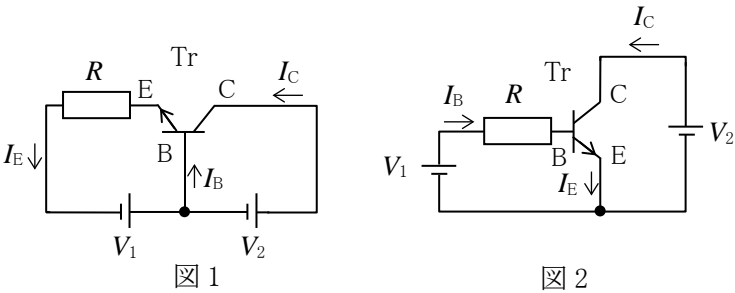 Tr
R
E
C
I_C
I_E
B
I_B
V_1
V_2
図 1
I_C
Tr
I_B
R
C
B
E
V_1
I_E
V_2
図 2